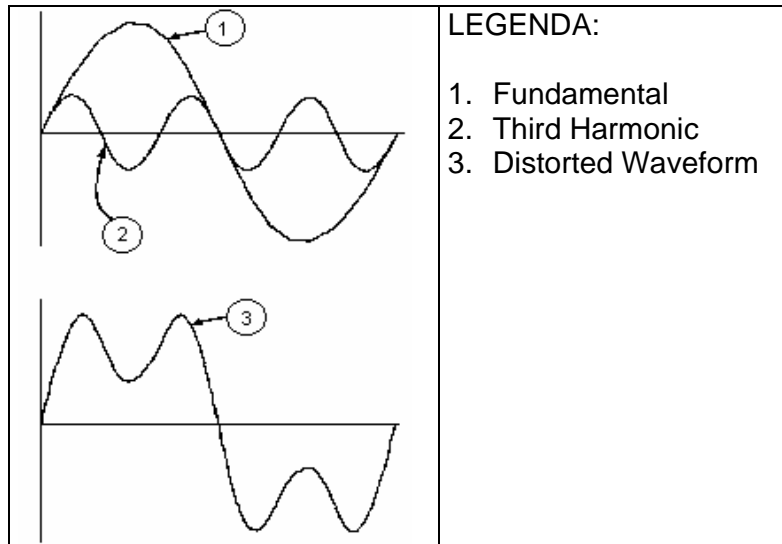 1
2
3
LEGENDA:
1. Fundamental
2. Third Harmonic
3. Distorted Waveform